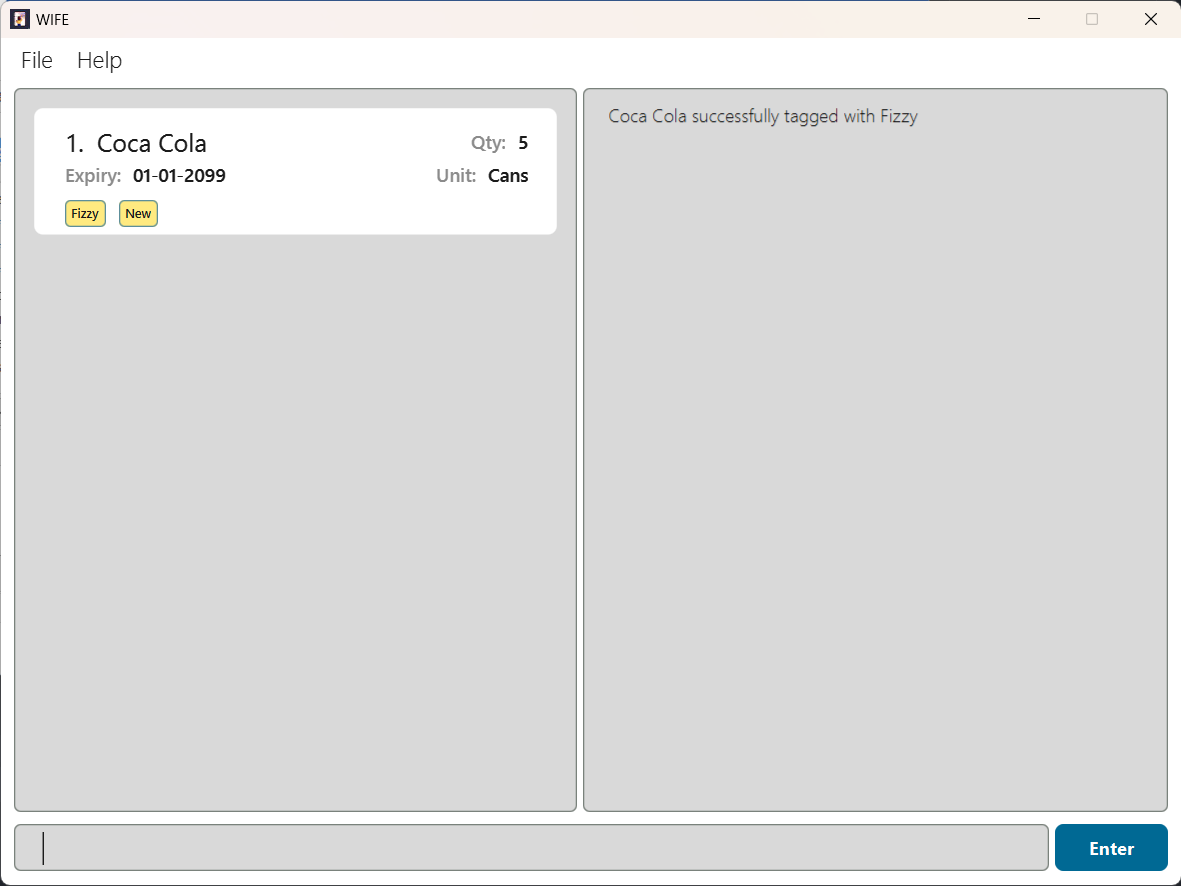 WIFE
File Help
1. Coca Cola Qty: 5
Expiry: 01-01-2099 Unit: Cans
Fizzy New
Coca Cola successfully tagged with Fizzy
Enter